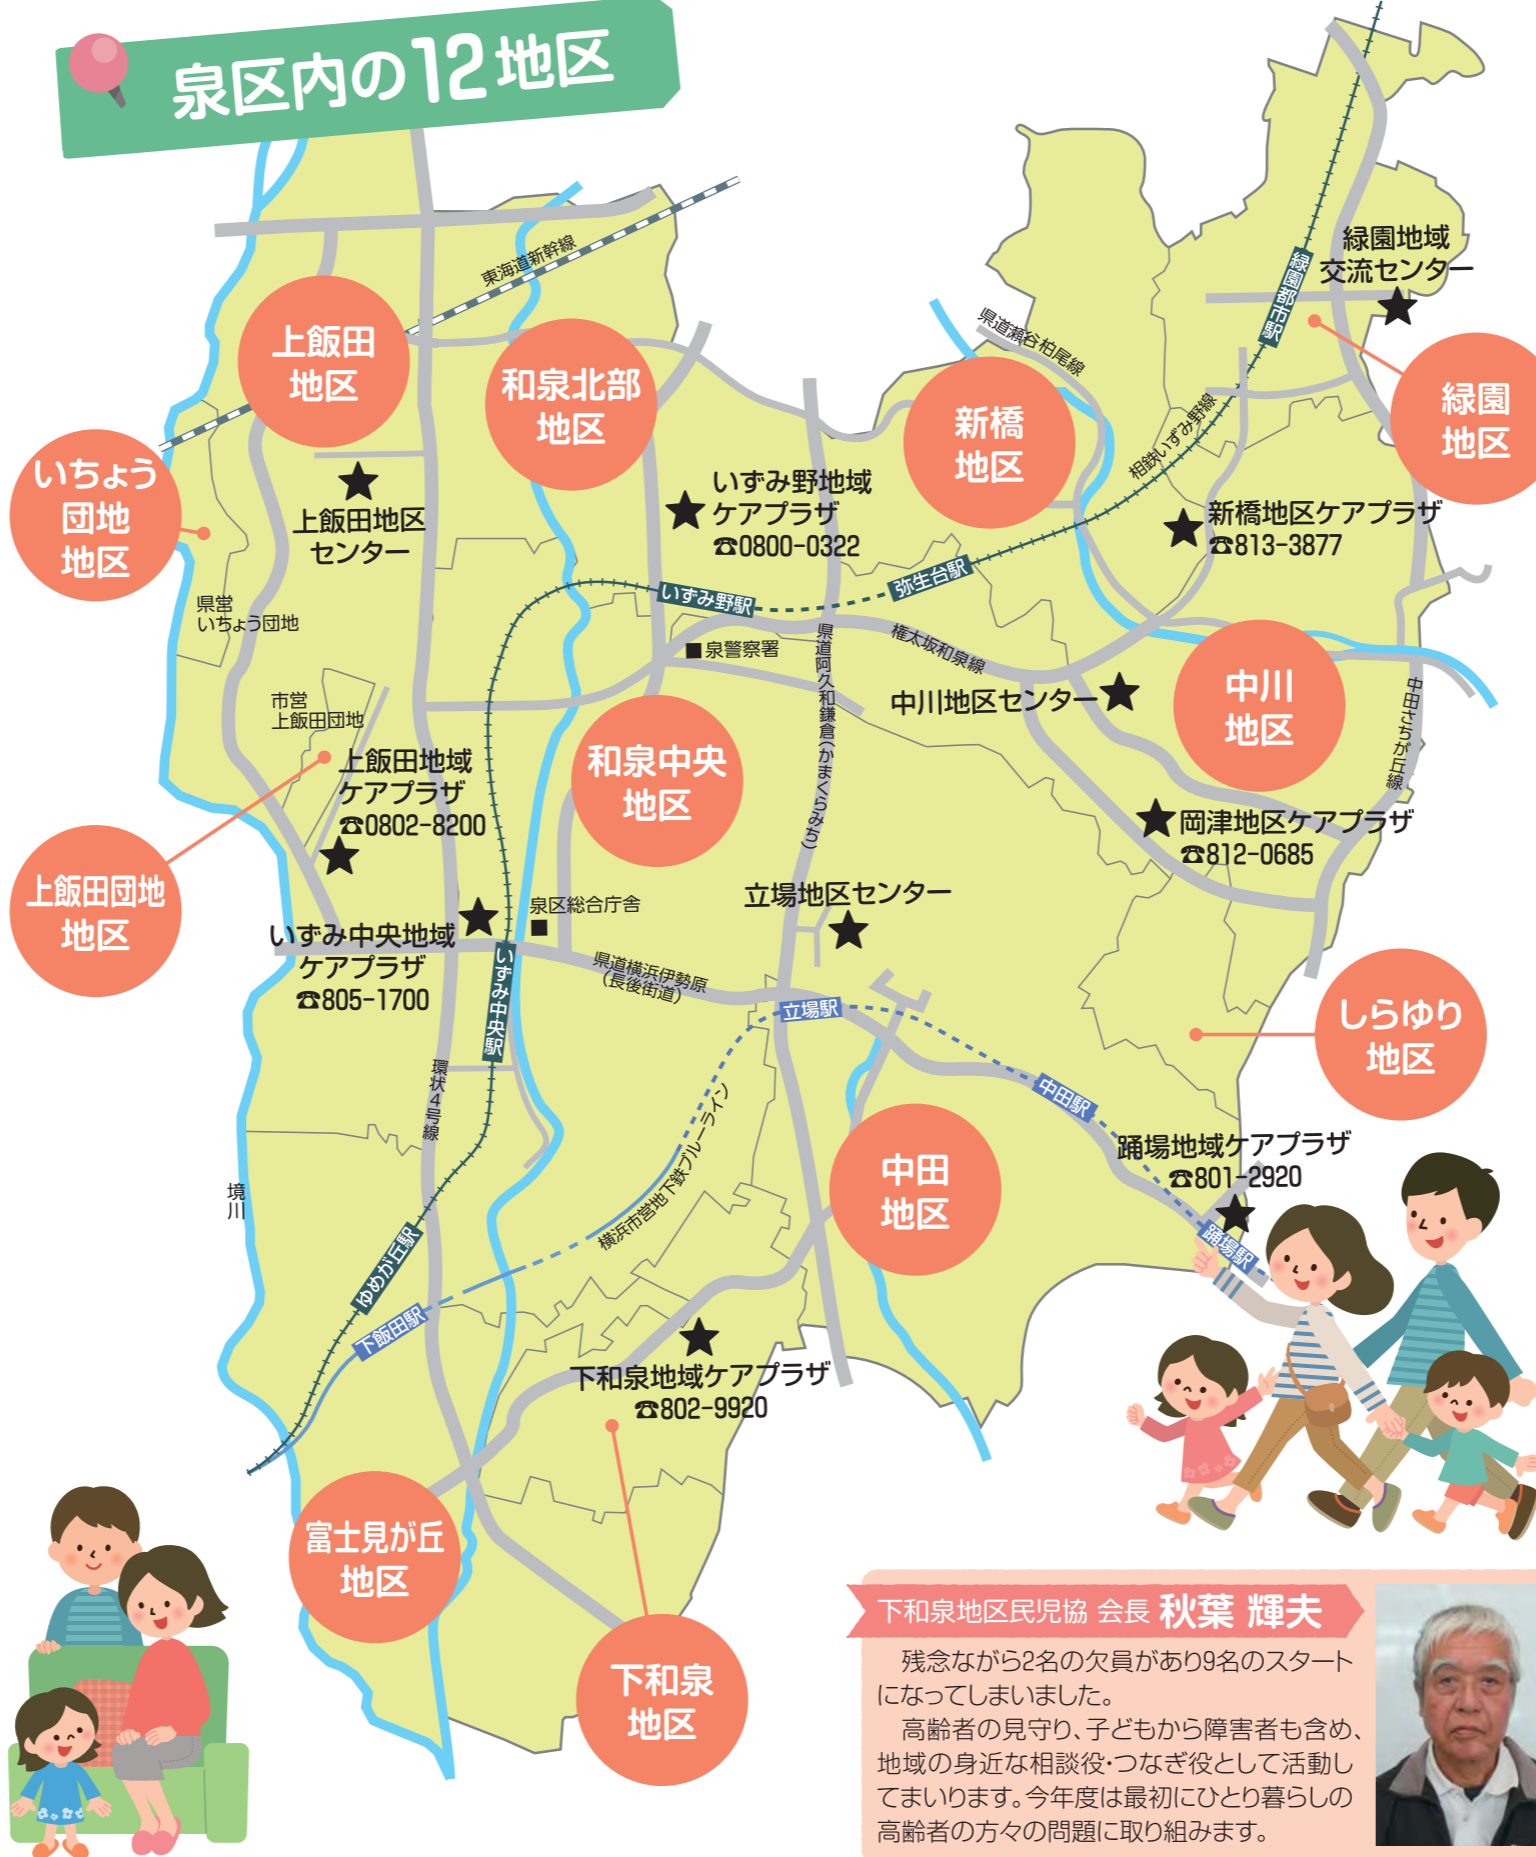 泉区内の12地区
東海道新幹線
緑園地域
交流センター
緑園都市駅
県道瀬谷柏尾線
上飯田
地区
和泉北部
地区
新橋
地区
緑園
地区
相鉄いずみ野線
いちょう
団地
地区
上飯田地区
センター
いずみ野地域
ケアプラザ
☎0800-0322
新橋地区ケアプラザ
☎813-3877
県営
いちょう団地
いずみ野駅
弥生台駅
泉警察署
権太坂和泉線
県道阿久和鎌倉(かまくらみち)
中川地区センター
中川
地区
中田さちが丘線
市営
上飯田団地
上飯田地域
ケアプラザ
☎0802-8200
和泉中央
地区
岡津地区ケアプラザ
☎812-0685
上飯田団地
地区
泉区総合庁舎
立場地区センター
いずみ中央地域
ケアプラザ
☎805-1700
いずみ中央駅
県道横浜伊勢原
(長後街道)
立場駅
しらゆり
地区
環状4号線
中田駅
横浜市営地下鉄ブルーライン
中田
地区
踊場地域ケアプラザ
☎801-2920
踊場駅
境川
ゆめが丘駅
下飯田駅
下和泉地域ケアプラザ
☎802-9920
富士見が丘
地区
下和泉
地区
下和泉地区民児協 会長 秋葉 輝夫
残念ながら2名の欠員があり9名のスタート
になってしまいました。
高齢者の見守り、子どもから障害者も含め、
地域の身近な相談役・つなぎ役として活動し
てまいります。今年度は最初にひとり暮らしの
高齢者の方々の問題に取り組みます。